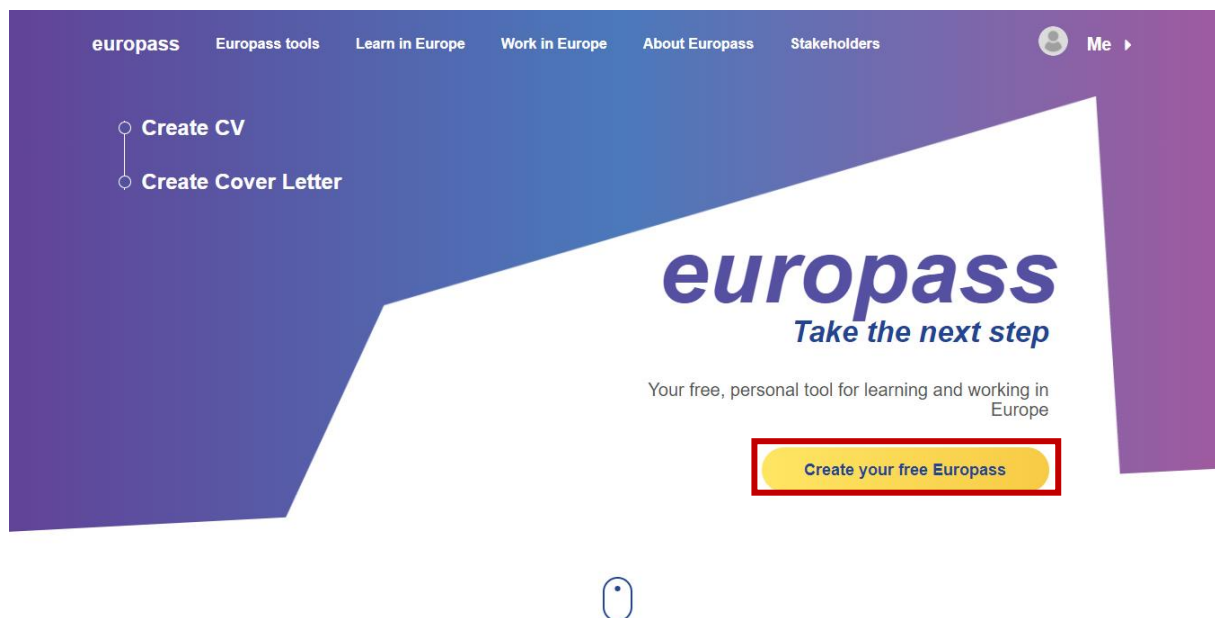 europass Europass tools Learn in Europe Work in Europe About Europass Stakeholders Me
Create CV
Create Cover Letter
europass
Take the next step
Your free, personal tool for learning and working in
Europe
Create your free Europass